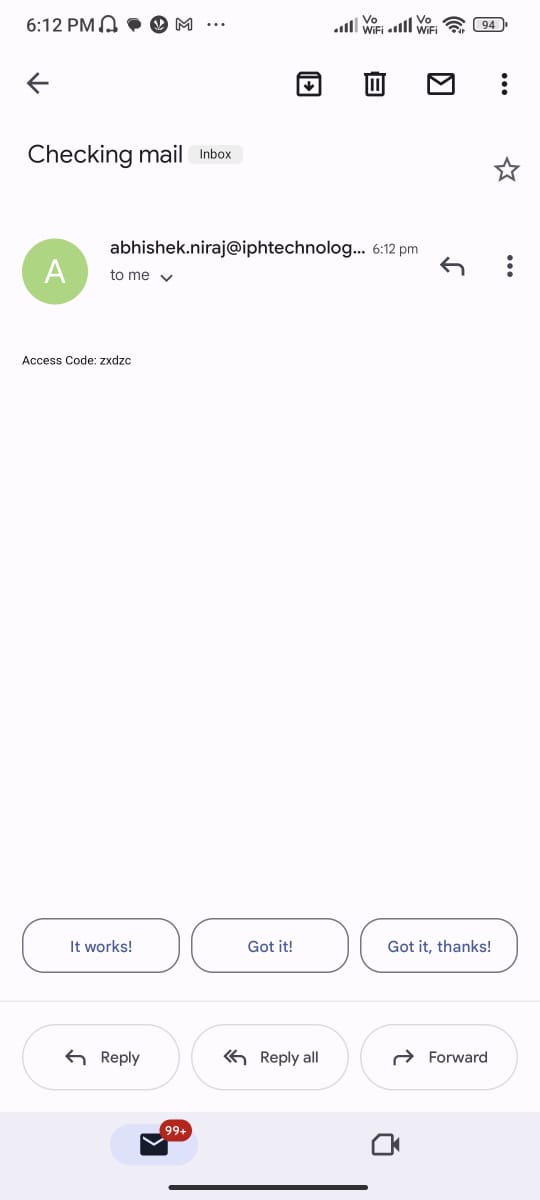 6:12 PM
Vo WiFi Vo WiFi 94
Checking mail Inbox
A
abhishek.niraj@iphtechnolog... 6:12 pm
to me
Access Code: zxdzc
It works! Got it! Got it, thanks!
Reply Reply all Forward
99+